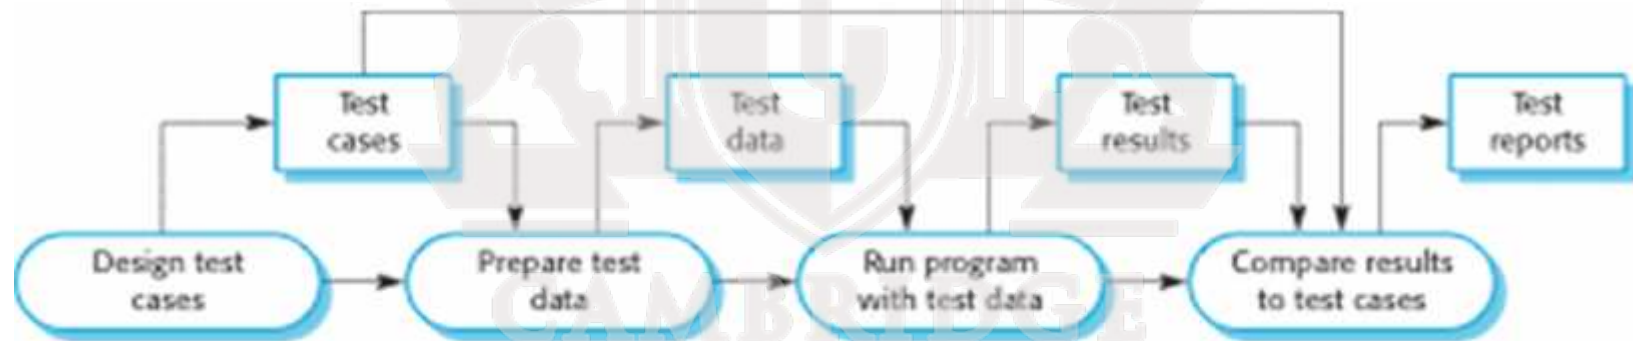 Test
cases
Test
data
Test
results
Test
reports
Design test
cases
Prepare test
data
Run program
with test data
Compare results
to test cases
CAMBRIDGE